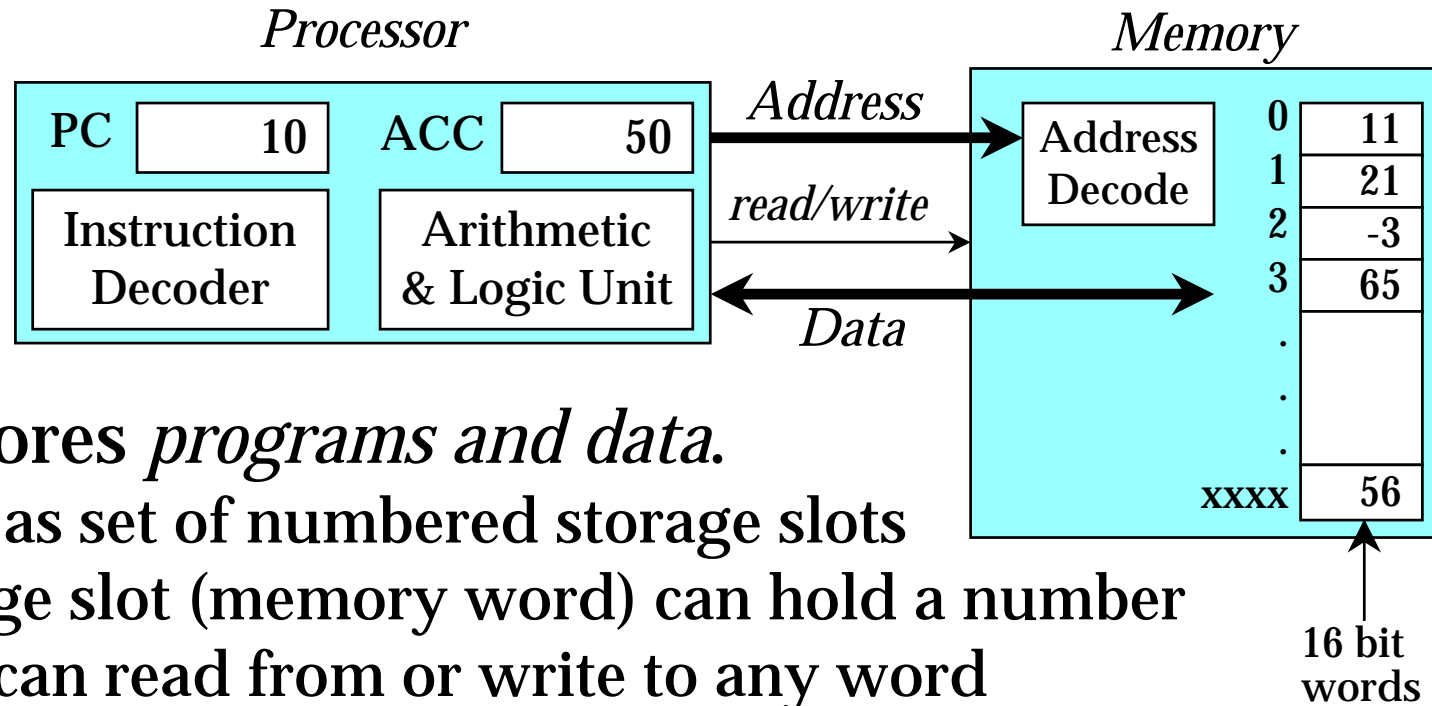 Processor
Memory
PC 10 ACC 50
Instruction
Decoder
Arithmetic
& Logic Unit
Address
read/write
Data
Address
Decode
0 11
1 21
2 -3
3 65
.
.
.
xxxx 56
16 bit
words
ores programs and data.
as set of numbered storage slots
ge slot (memory word) can hold a number
can read from or write to any word